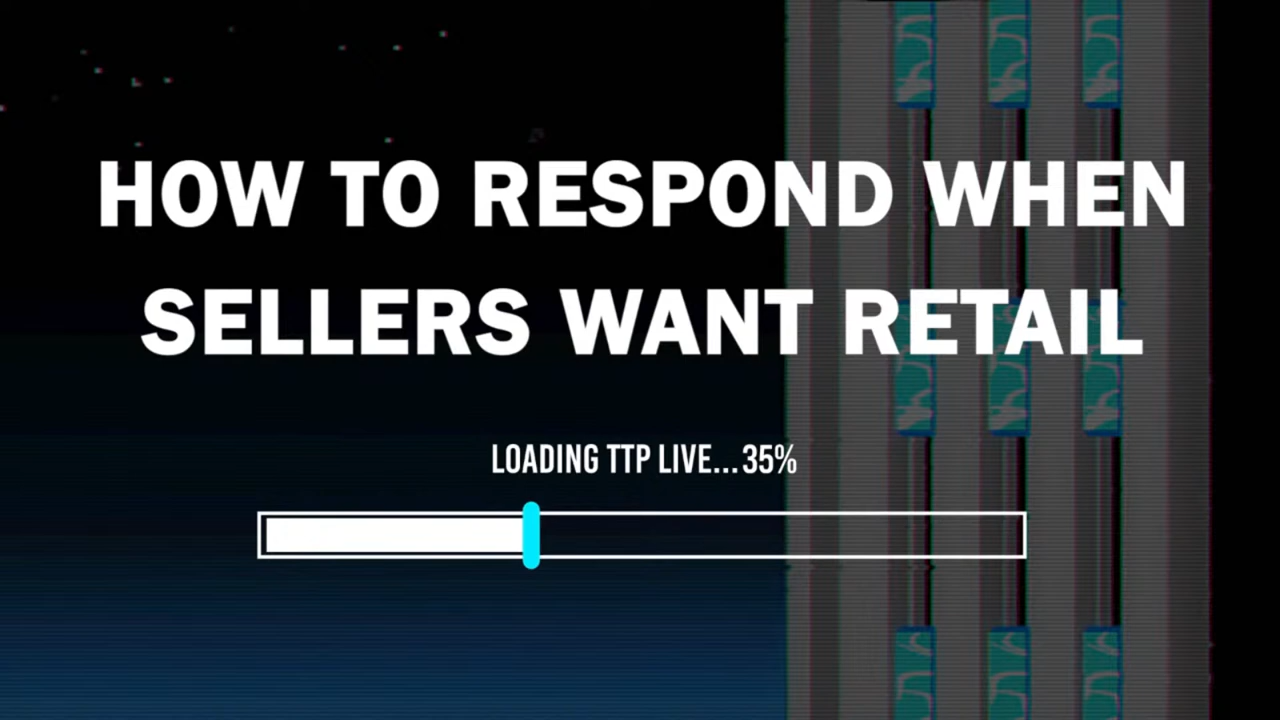 HOW TO RESPOND WHEN
SELLERS WANT RETAIL
LOADING TTP LIVE...35%